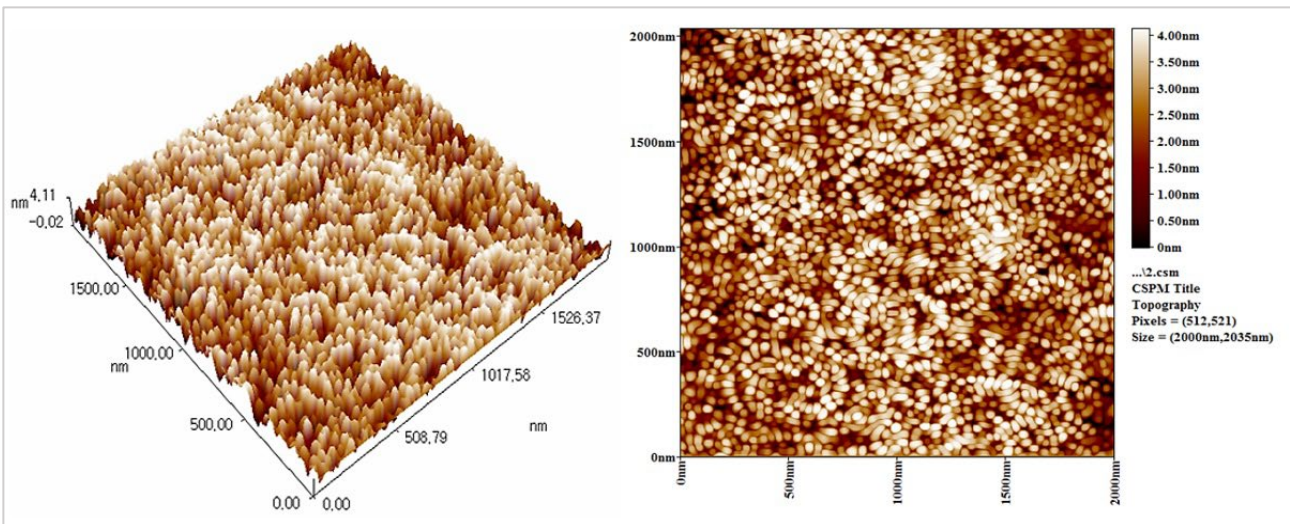 nm 4.11
-0.02
1500.00
1000.00
nm
500.00
0.00
0.00
508.79
1017.58
1526.37
nm
2000nm
1500nm
1000nm
500nm
0nm
0nm
500nm
1000nm
1500nm
2000nm
4.00nm
3.50nm
3.00nm
2.50nm
2.00nm
1.50nm
1.00nm
0.50nm
0nm
...\2.csm
CSPM Title
Topography
Pixels = (512,521)
Size = (2000nm,2035nm)